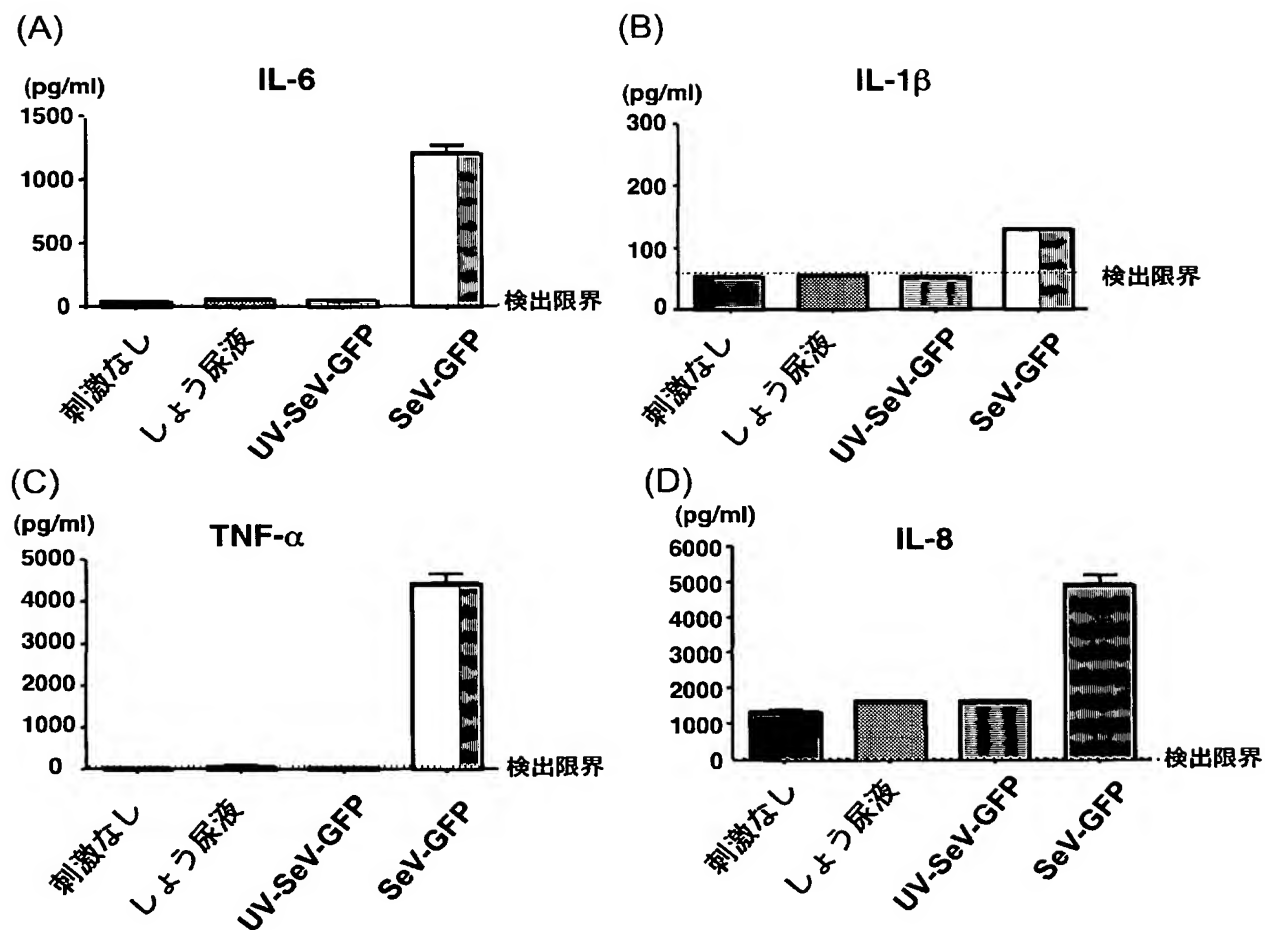 (A)
IL-6
(pg/ml)
1500
1000
500
0
検出限界
刺激なし
しょう尿液
UV-SeV-GFP
SeV-GFP
(B)
IL-1β
(pg/ml)
300
200
100
0
検出限界
刺激なし
しょう尿液
UV-SeV-GFP
SeV-GFP
(C)
TNF-α
(pg/ml)
5000
4000
3000
2000
1000
0
検出限界
刺激なし
しょう尿液
UV-SeV-GFP
SeV-GFP
(D)
IL-8
(pg/ml)
6000
5000
4000
3000
2000
1000
0
検出限界
刺激なし
しょう尿液
UV-SeV-GFP
SeV-GFP